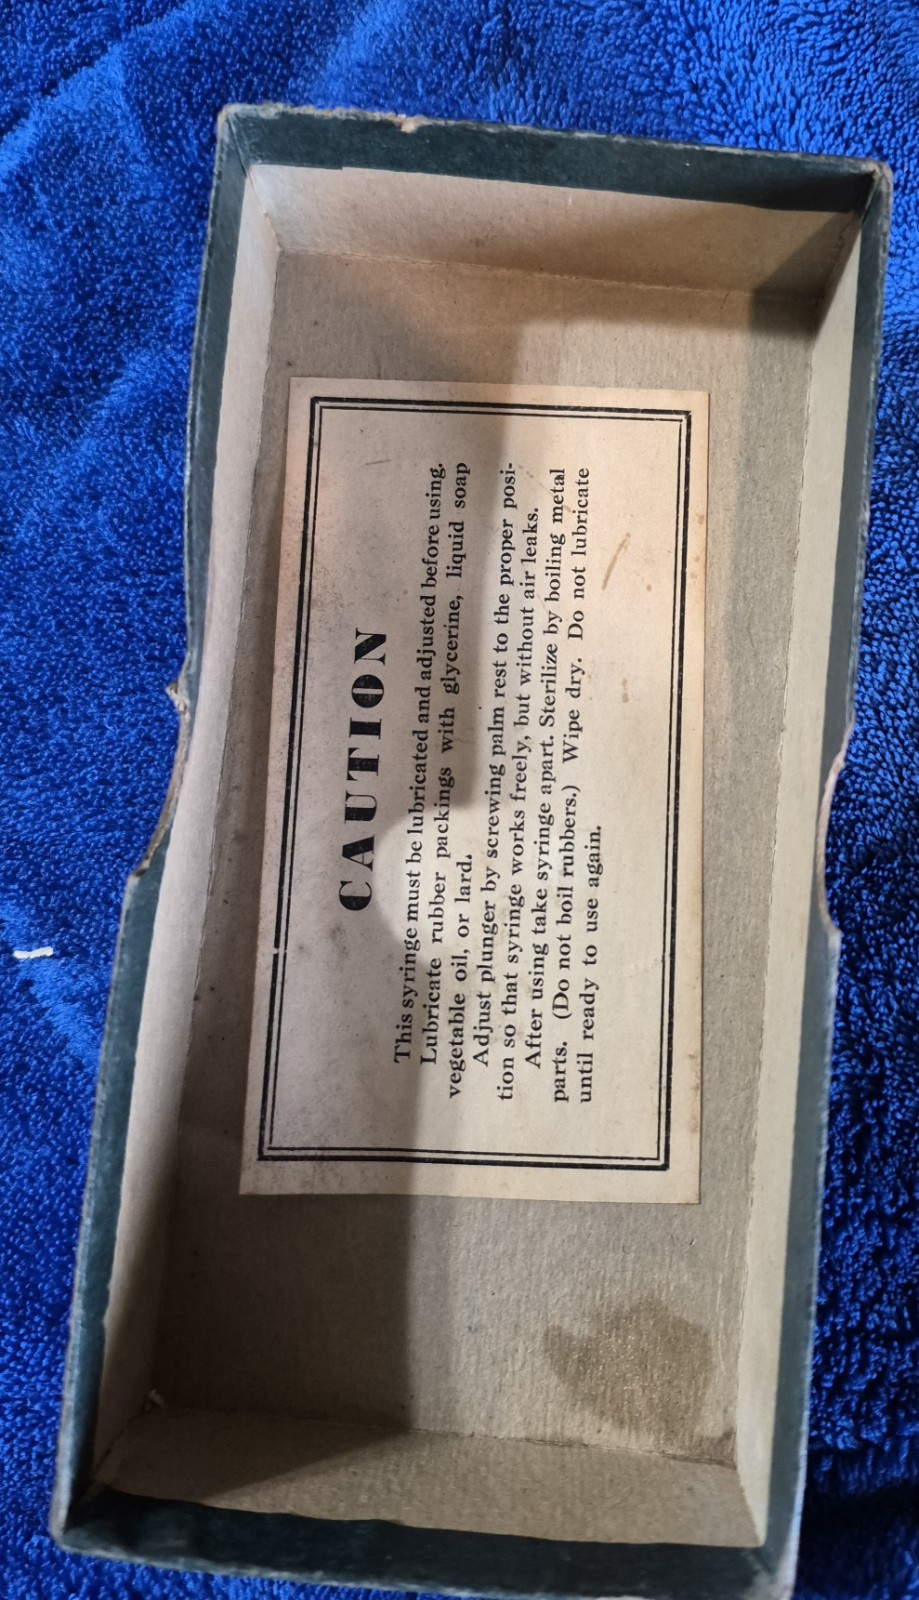 CAUTION
This syringe must be lubricated and adjusted before using.
Lubricate rubber packings with glycerine, liquid soap
vegetable oil, or lard.
Adjust plunger by screwing palm rest to the proper posi-
tion so that syringe works freely, but without air leaks.
After using take syringe apart. Sterilize by boiling metal
parts. (Do not boil rubbers.) Wipe dry. Do not lubricate
until ready to use again.